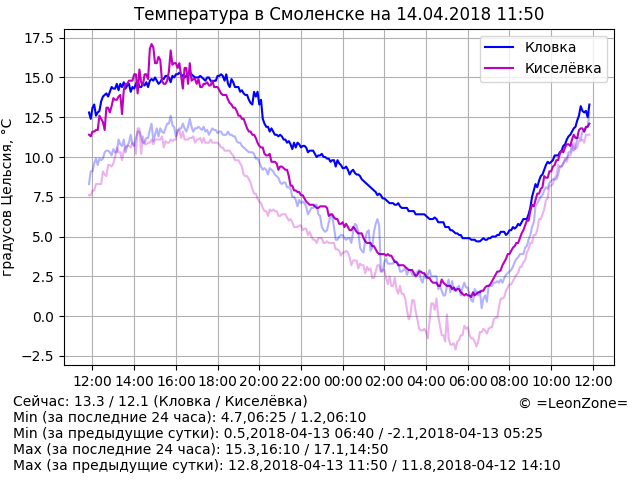 Температура в Смоленске на 14.04.2018 11:50
17.5
15.0
12.5
10.0
7.5
5.0
2.5
0.0
−2.5
градусов Цельсия, °C
Кловка
Киселёвка
12:00 14:00 16:00 18:00 20:00 22:00 00:00 02:00 04:00 06:00 08:00 10:00 12:00
Сейчас: 13.3 / 12.1 (Кловка / Киселёвка)
© =LeonZone=
Min (за последние 24 часа): 4.7,06:25 / 1.2,06:10
Min (за предыдущие сутки): 0.5,2018-04-13 06:40 / -2.1,2018-04-13 05:25
Max (за последние 24 часа): 15.3,16:10 / 17.1,14:50
Max (за предыдущие сутки): 12.8,2018-04-13 11:50 / 11.8,2018-04-12 14:10